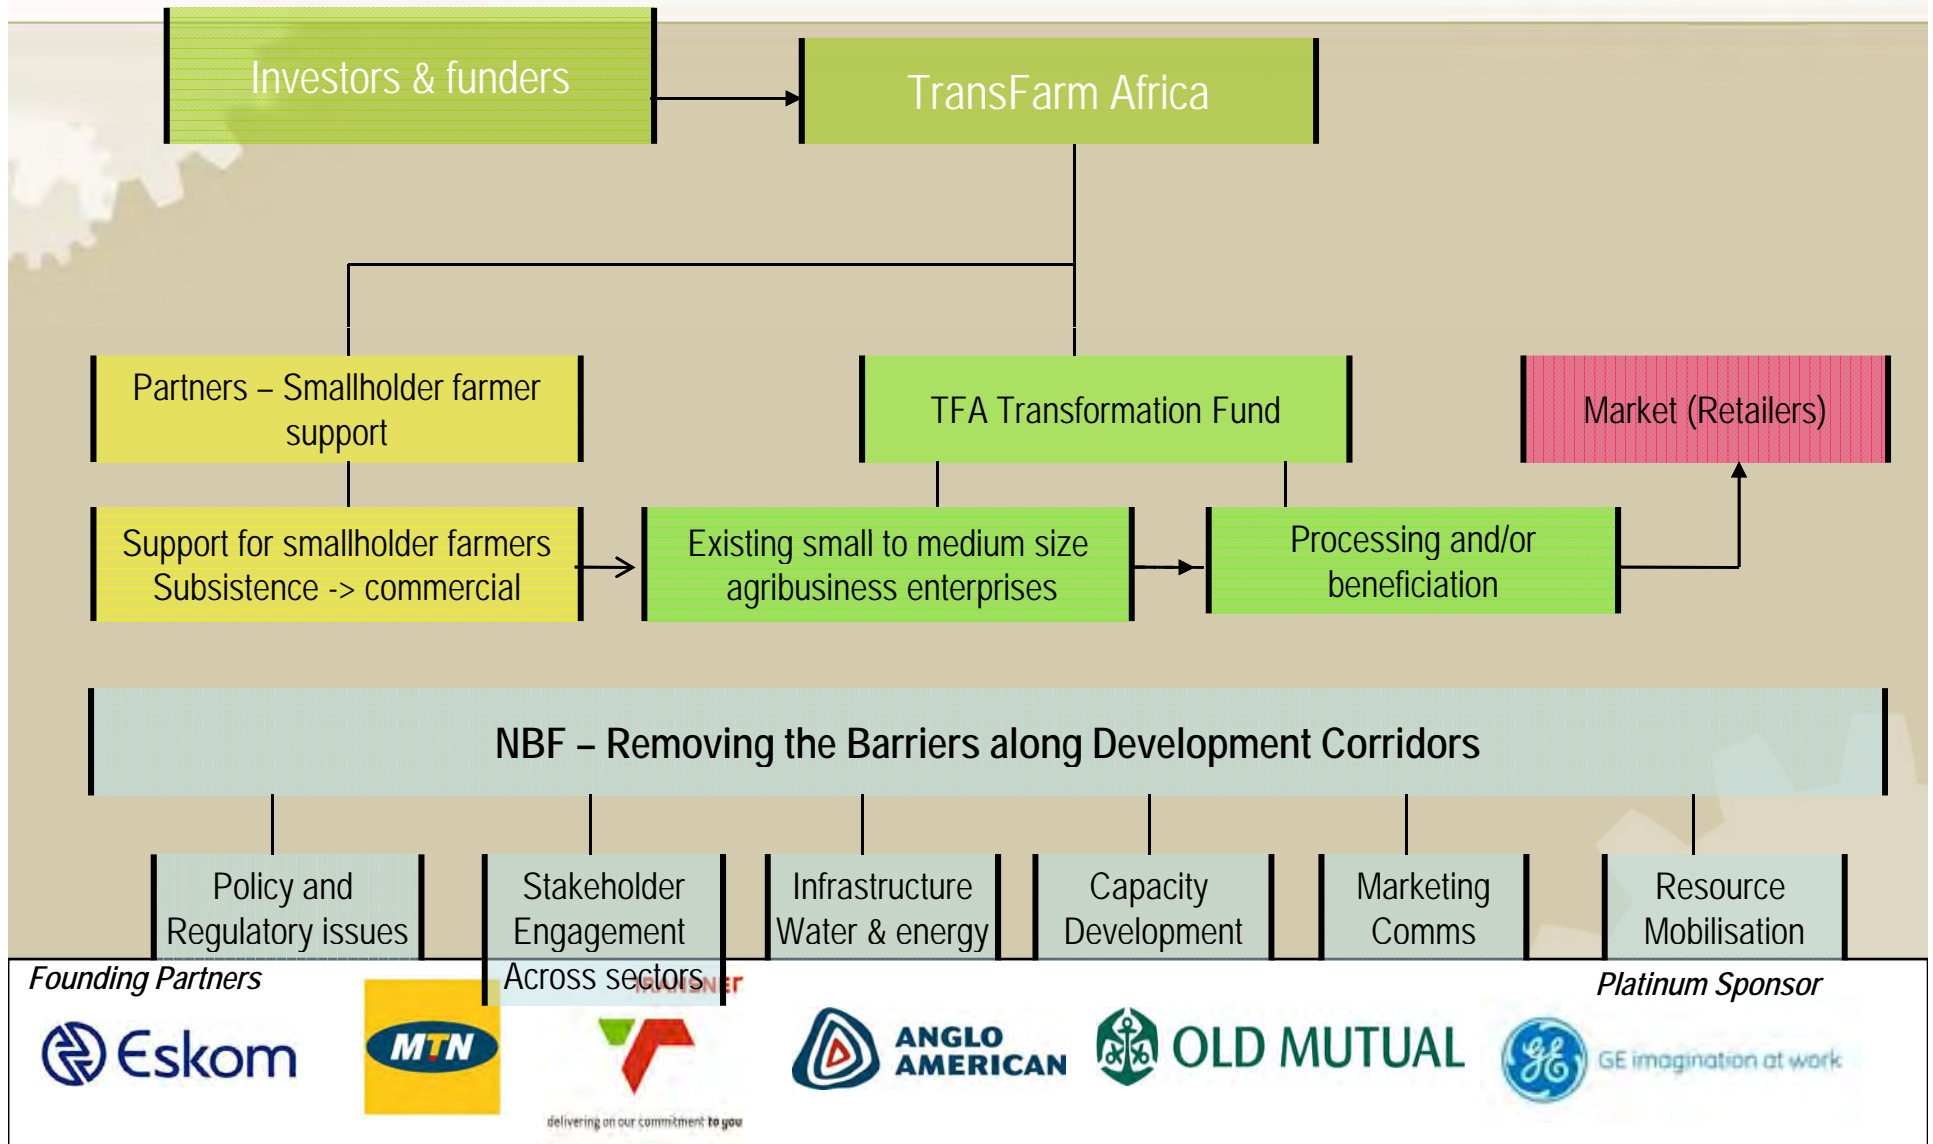 Investors & funders
TransFarm Africa
Partners – Smallholder farmer
support
TFA Transformation Fund
Market (Retailers)
Support for smallholder farmers
Subsistence -> commercial
Existing small to medium size
agribusiness enterprises
Processing and/or
beneficiation
NBF – Removing the Barriers along Development Corridors
Policy and
Regulatory issues
Stakeholder
Engagement
Across sectors
Infrastructure
Water & energy
Capacity
Development
Marketing
Comms
Resource
Mobilisation
Founding Partners
Platinum Sponsor
Eskom
MTN
TRANSNET
delivering on our commitment to you
ANGLO
AMERICAN
OLD MUTUAL
GE imagination at work